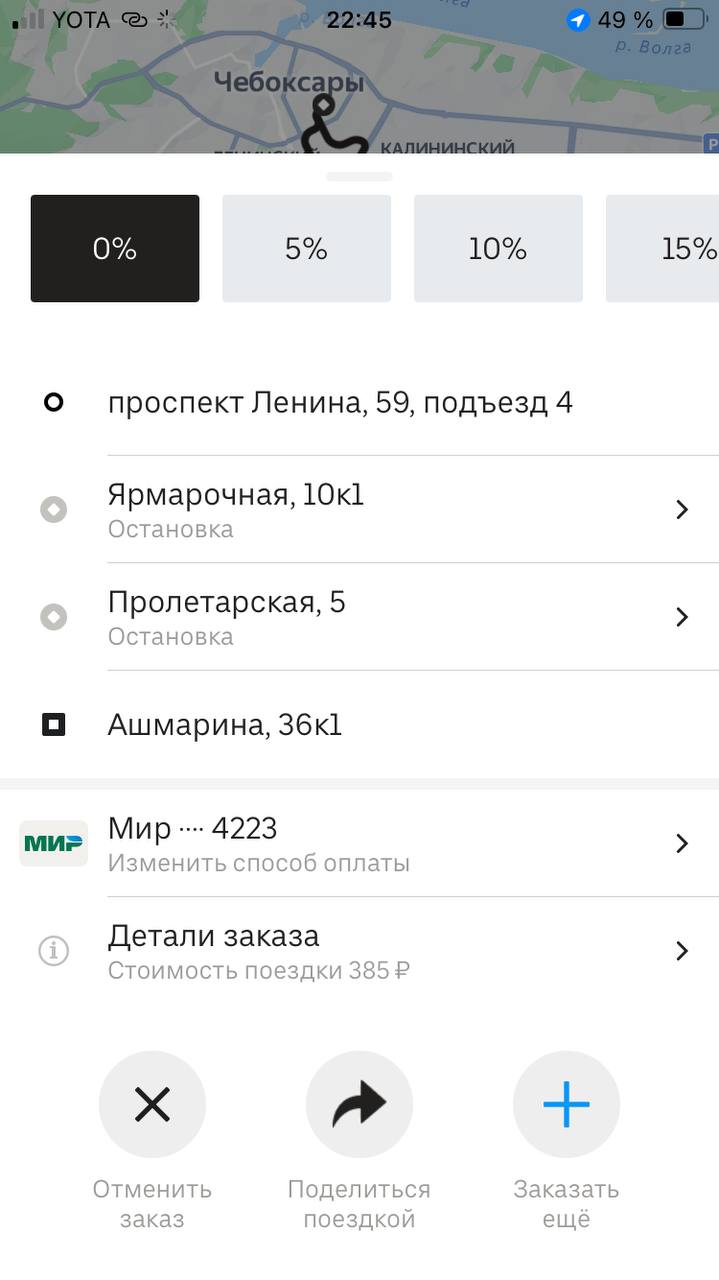 YOTA 22:45 49 %
р. Волга
Чебоксары
КАЛИНИНСКИЙ
0% 5% 10% 15%
проспект Ленина, 59, подъезд 4
Ярмарочная, 10к1
Остановка
Пролетарская, 5
Остановка
Ашмарина, 36к1
МИР
Мир ···· 4223
Изменить способ оплаты
Детали заказа
Стоимость поездки 385 ₽
Отменить
заказ
Поделиться
поездкой
Заказать
ещё